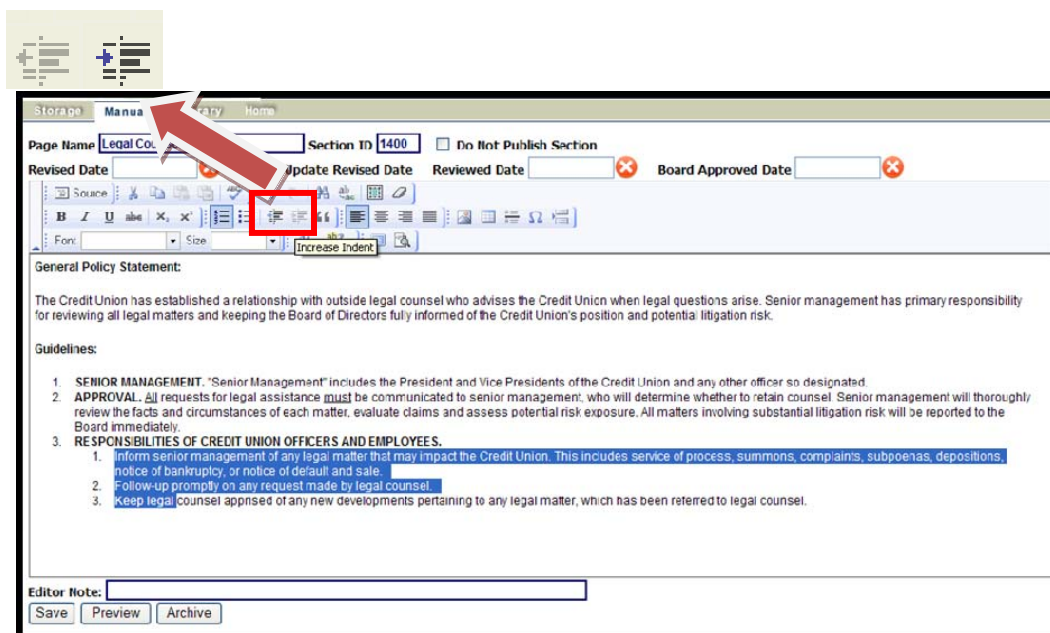 Storage Manua rary Home
Page Name Legal Cou Section ID 1400 Do Not Publish Section
Revised Date Update Revised Date Reviewed Date Board Approved Date
Source
B I U abc X₂ X² Ω
Font Size
Increase Indent
General Policy Statement:
The Credit Union has established a relationship with outside legal counsel who advises the Credit Union when legal questions arise. Senior management has primary responsibility
for reviewing all legal matters and keeping the Board of Directors fully informed of the Credit Union's position and potential litigation risk.
Guidelines:
1. SENIOR MANAGEMENT. "Senior Management" includes the President and Vice Presidents of the Credit Union and any other officer so designated.
2. APPROVAL. All requests for legal assistance must be communicated to senior management, who will determine whether to retain counsel. Senior management will thoroughly
review the facts and circumstances of each matter, evaluate claims and assess potential risk exposure. All matters involving substantial litigation risk will be reported to the
Board immediately.
3. RESPONSIBILITIES OF CREDIT UNION OFFICERS AND EMPLOYEES.
1. Inform senior management of any legal matter that may impact the Credit Union. This includes service of process, summons, complaints, subpoenas, depositions,
notice of bankruptcy, or notice of default and sale.
2. Follow-up promptly on any request made by legal counsel.
3. Keep legal counsel apprised of any new developments pertaining to any legal matter, which has been referred to legal counsel.
Editor Note:
Save Preview Archive